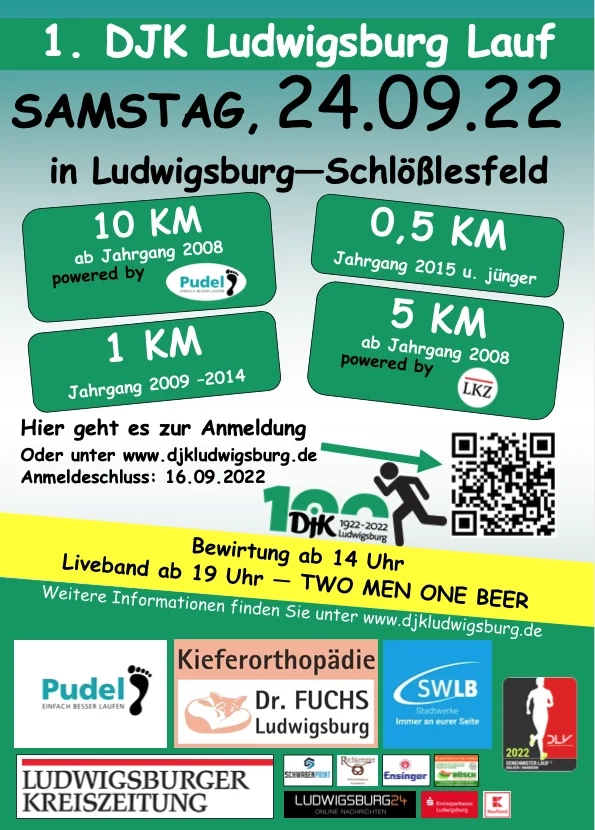 1. DJK Ludwigsburg Lauf
SAMSTAG, 24.09.22
in Ludwigsburg—Schlößlesfeld
10 KM
ab Jahrgang 2008
powered by
Pudel
EINFACH BESSER LAUFEN
0,5 KM
Jahrgang 2015 u. jünger
1 KM
Jahrgang 2009 –2014
5 KM
ab Jahrgang 2008
powered by
LKZ
Hier geht es zur Anmeldung
Oder unter www.djkludwigsburg.de
Anmeldeschluss: 16.09.2022
100
DJK
1922-2022
Ludwigsburg
Bewirtung ab 14 Uhr
Liveband ab 19 Uhr — TWO MEN ONE BEER
Weitere Informationen finden Sie unter www.djkludwigsburg.de
Pudel
EINFACH BESSER LAUFEN
Kieferorthopädie
Dr. FUCHS
Ludwigsburg
SWLB
Stadtwerke
Immer an eurer Seite
DLV
2022
GENEHMIGTER LAUF
WALKEN / WANDERN
LUDWIGSBURGER
KREISZEITUNG
SCHWABENPRINT
Ensinger
HÖSCH
LUDWIGSBURG24
ONLINE-NACHRICHTEN
Kreissparkasse
Ludwigsburg
Kaufland